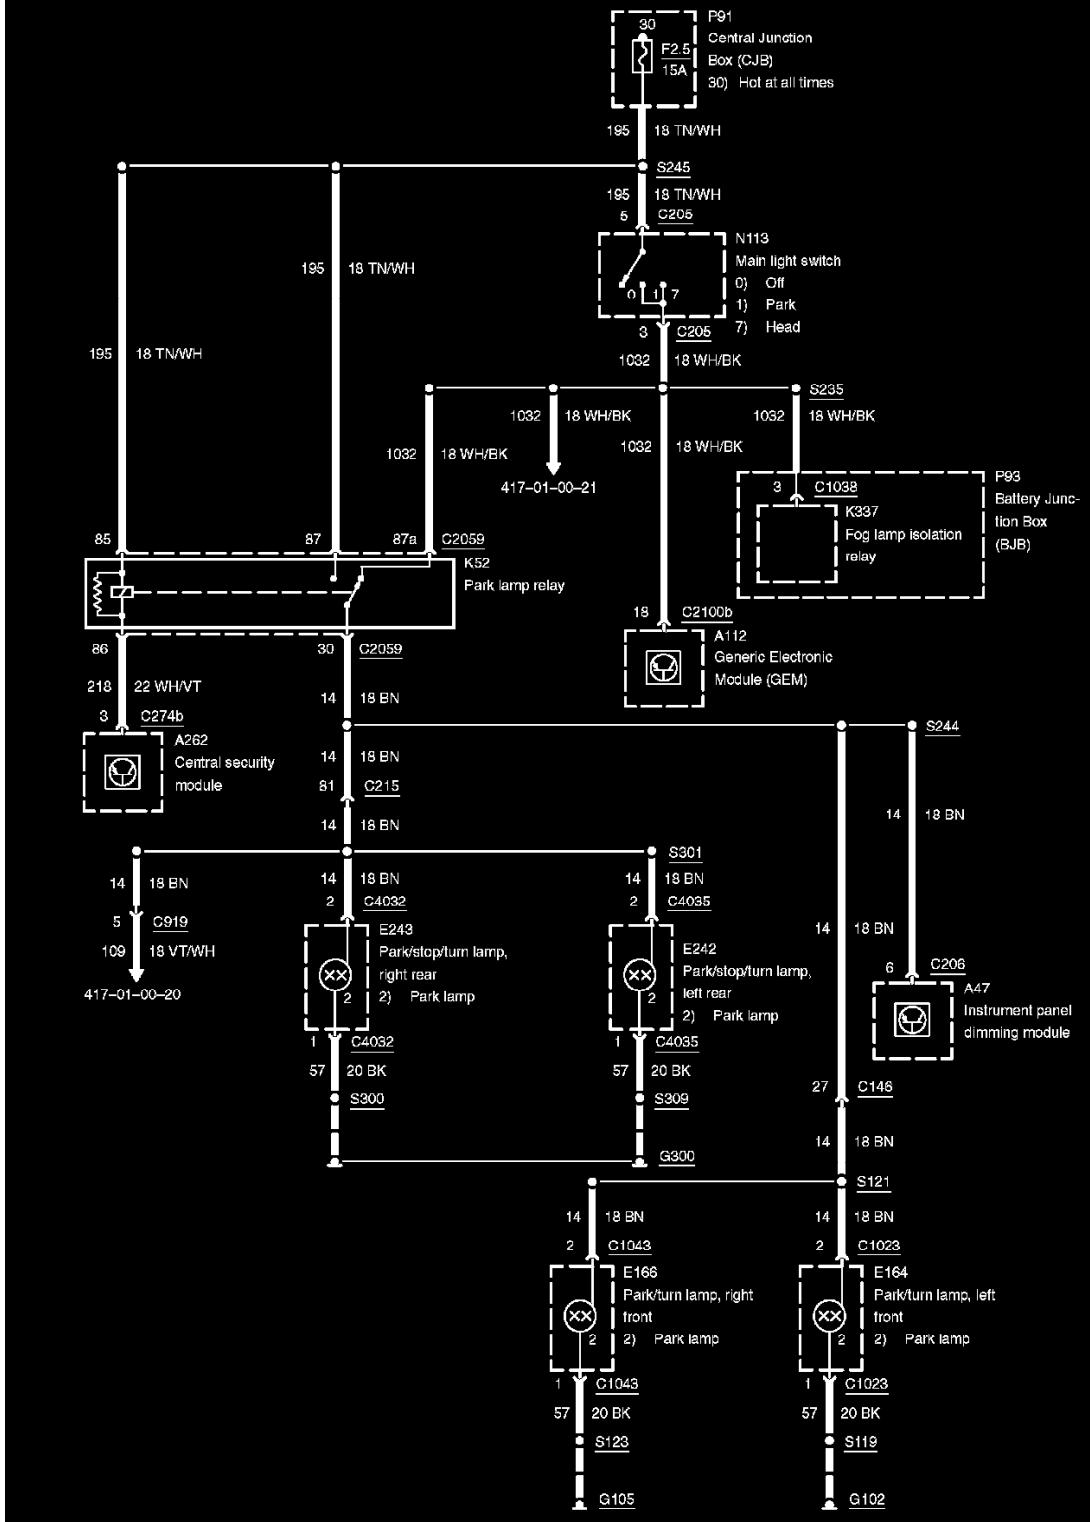 P91
30
Central Junction
F2.5
Box (CJB)
15A
30) Hot at all times
195 18 TN/WH
S245
195 18 TN/WH
5 C205
N113
Main light switch
195 18 TN/WH
0) Off
0 1 7
1) Park
7) Head
3 C205
195 18 TN/WH
1032 18 WH/BK
S235
1032 18 WH/BK
1032 18 WH/BK
1032 18 WH/BK
1032 18 WH/BK
417-01-00-21
P93
3 C1038
Battery Junc-
tion Box
(BJB)
K337
Fog lamp isolation
relay
85 87 87a C2059
K52
Park lamp relay
18 C2100b
A112
Generic Electronic
Module (GEM)
86 30 C2059
218 22 WH/VT
14 18 BN
3 C274b
A262
Central security
module
S244
14 18 BN
81 C215
14 18 BN
14 18 BN
S301
14 18 BN
14 18 BN
14 18 BN
2 C4032
2 C4035
5 C919
109 18 VT/WH
417-01-00-20
E243
Park/stop/turn lamp,
right rear
2) Park lamp
2
E242
Park/stop/turn lamp,
left rear
2) Park lamp
2
14 18 BN
6 C206
A47
Instrument panel
dimming module
1 C4032
1 C4035
57 20 BK
57 20 BK
S300
S309
27 C146
14 18 BN
G300
S121
14 18 BN
14 18 BN
2 C1043
2 C1023
E166
Park/turn lamp, right
front
2) Park lamp
2
E164
Park/turn lamp, left
front
2) Park lamp
2
1 C1043
1 C1023
57 20 BK
57 20 BK
S123
S119
G105
G102